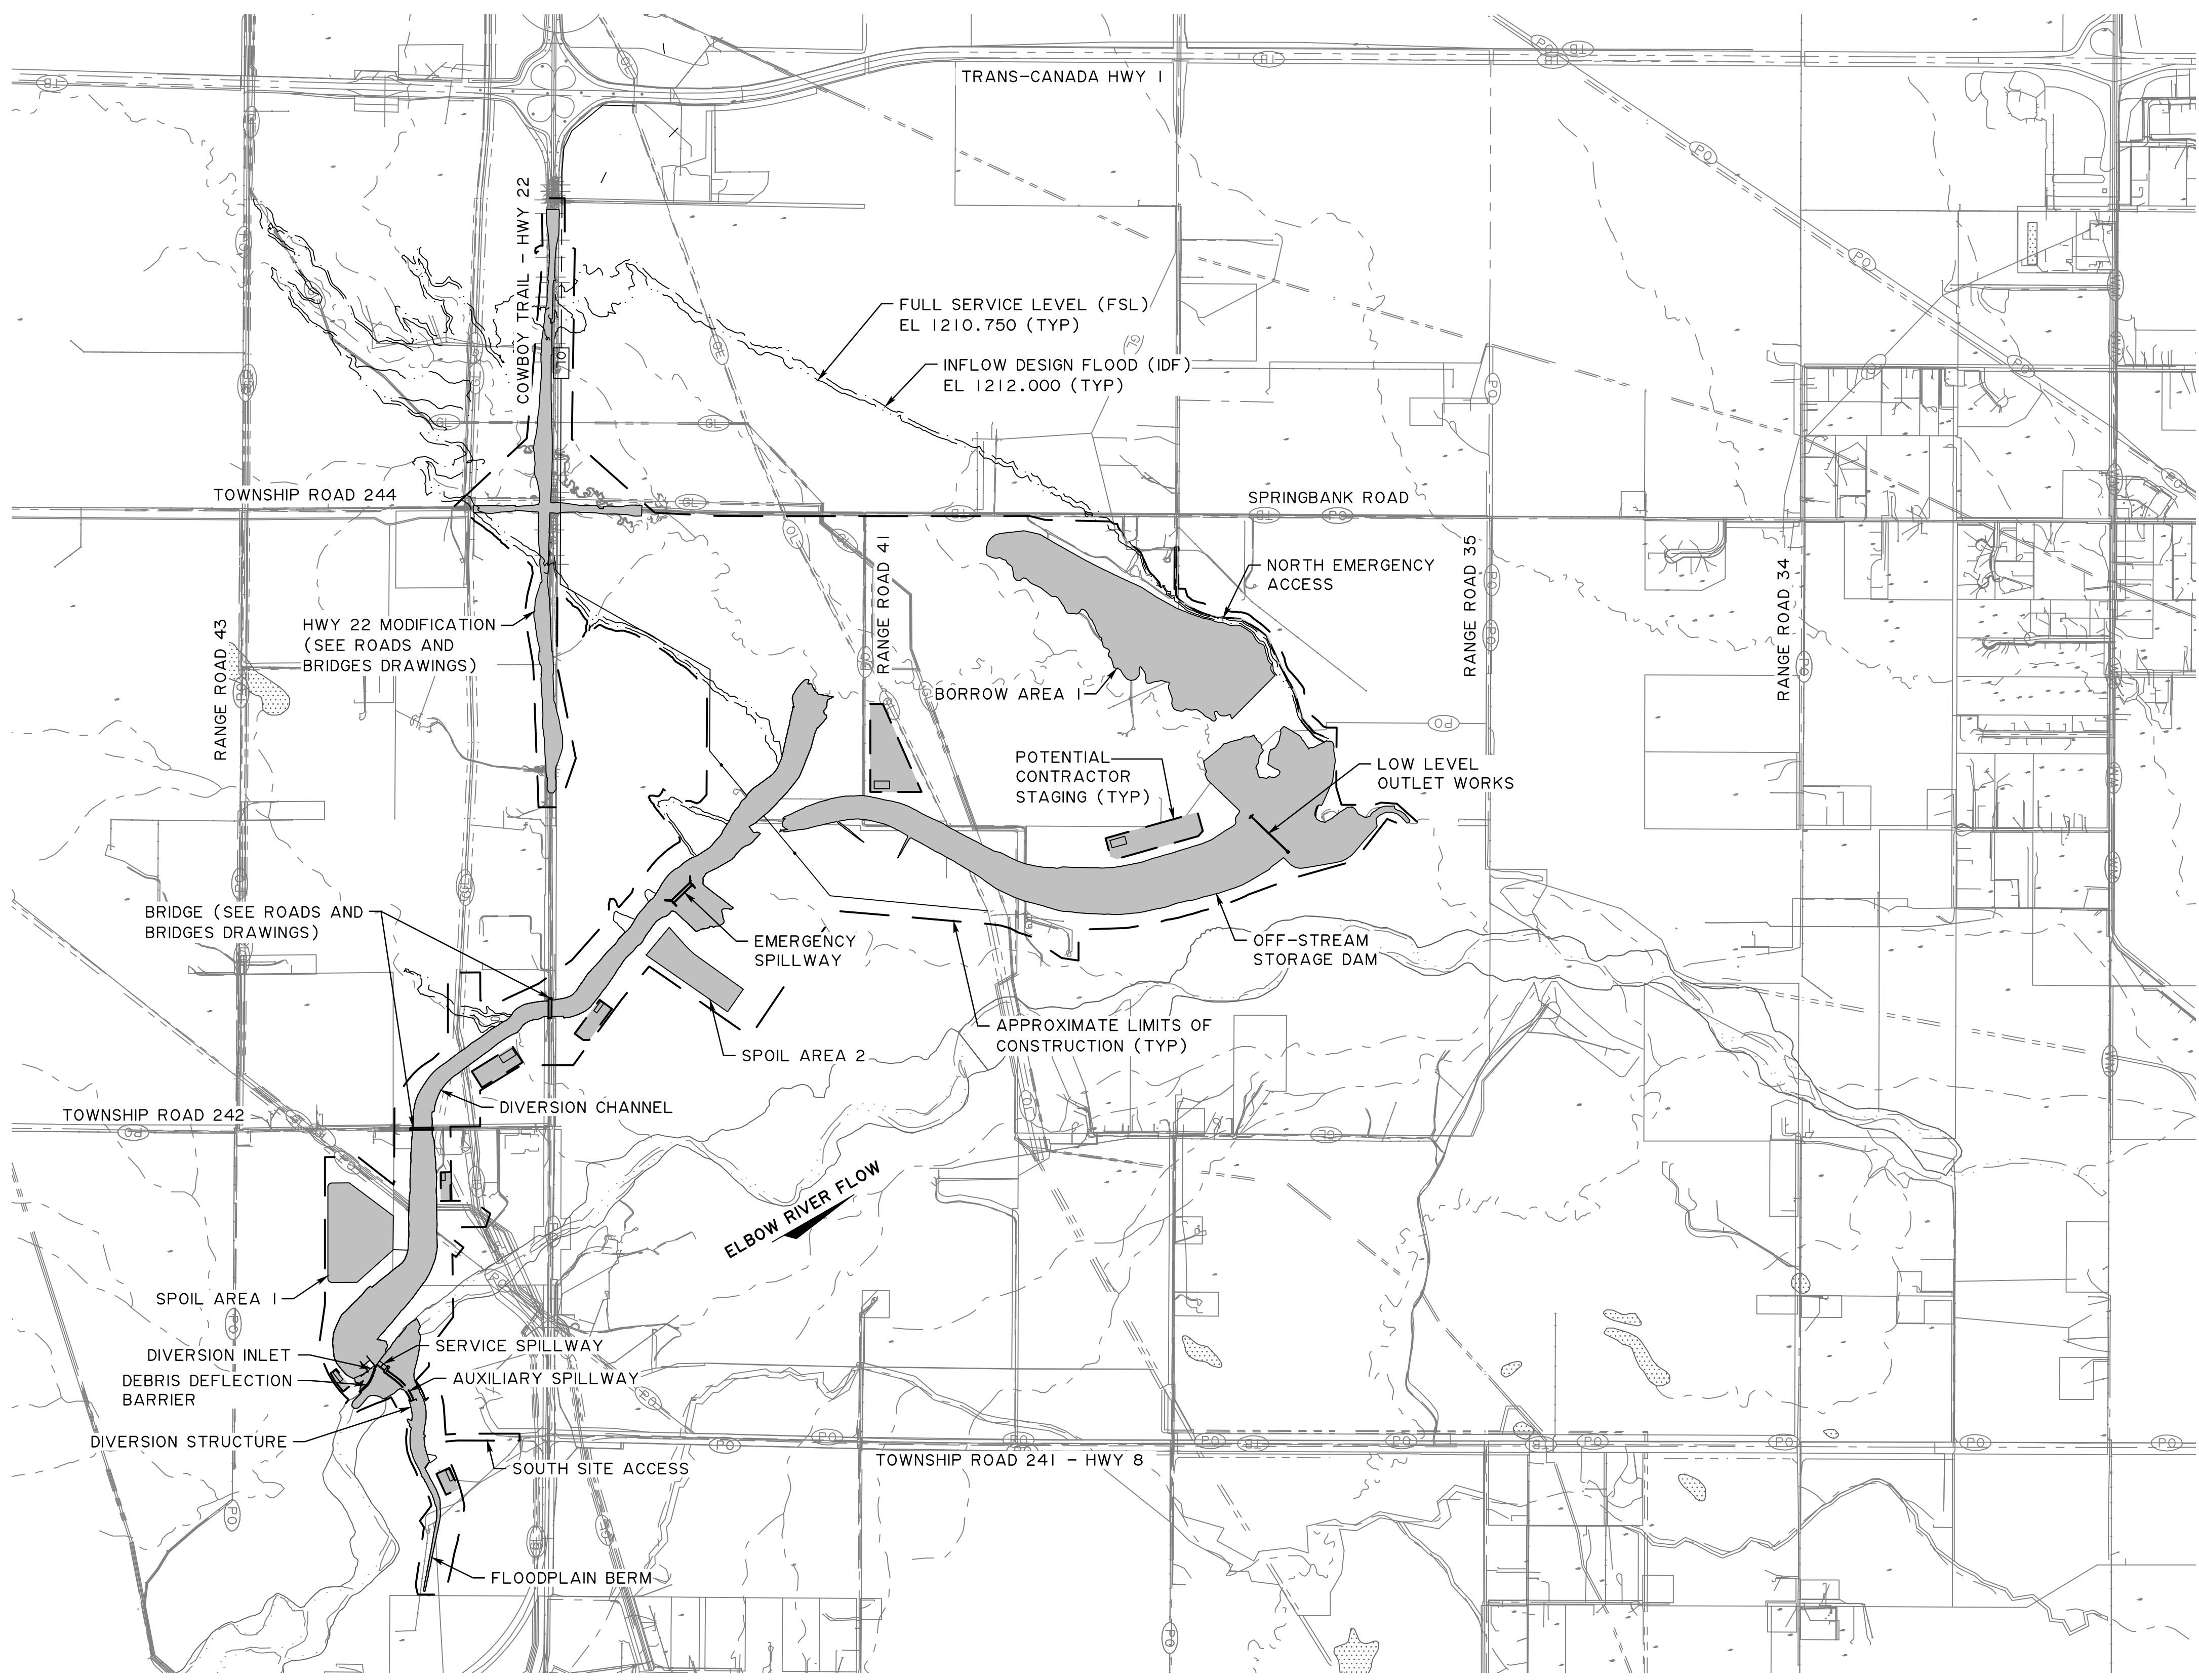 TRANS-CANADA HWY 1
COWBOY TRAIL - HWY 22
FULL SERVICE LEVEL (FSL)
EL 1210.750 (TYP)
INFLOW DESIGN FLOOD (IDF)
EL 1212.000 (TYP)
TOWNSHIP ROAD 244
SPRINGBANK ROAD
RANGE ROAD 43
RANGE ROAD 41
RANGE ROAD 35
RANGE ROAD 34
NORTH EMERGENCY
ACCESS
HWY 22 MODIFICATION
(SEE ROADS AND
BRIDGES DRAWINGS)
BORROW AREA 1
POTENTIAL
CONTRACTOR
STAGING (TYP)
LOW LEVEL
OUTLET WORKS
BRIDGE (SEE ROADS AND
BRIDGES DRAWINGS)
EMERGENCY
SPILLWAY
OFF-STREAM
STORAGE DAM
APPROXIMATE LIMITS OF
CONSTRUCTION (TYP)
SPOIL AREA 2
DIVERSION CHANNEL
TOWNSHIP ROAD 242
ELBOW RIVER FLOW
SPOIL AREA 1
SERVICE SPILLWAY
DIVERSION INLET
AUXILIARY SPILLWAY
DEBRIS DEFLECTION
BARRIER
DIVERSION STRUCTURE
TOWNSHIP ROAD 241 - HWY 8
SOUTH SITE ACCESS
FLOODPLAIN BERM